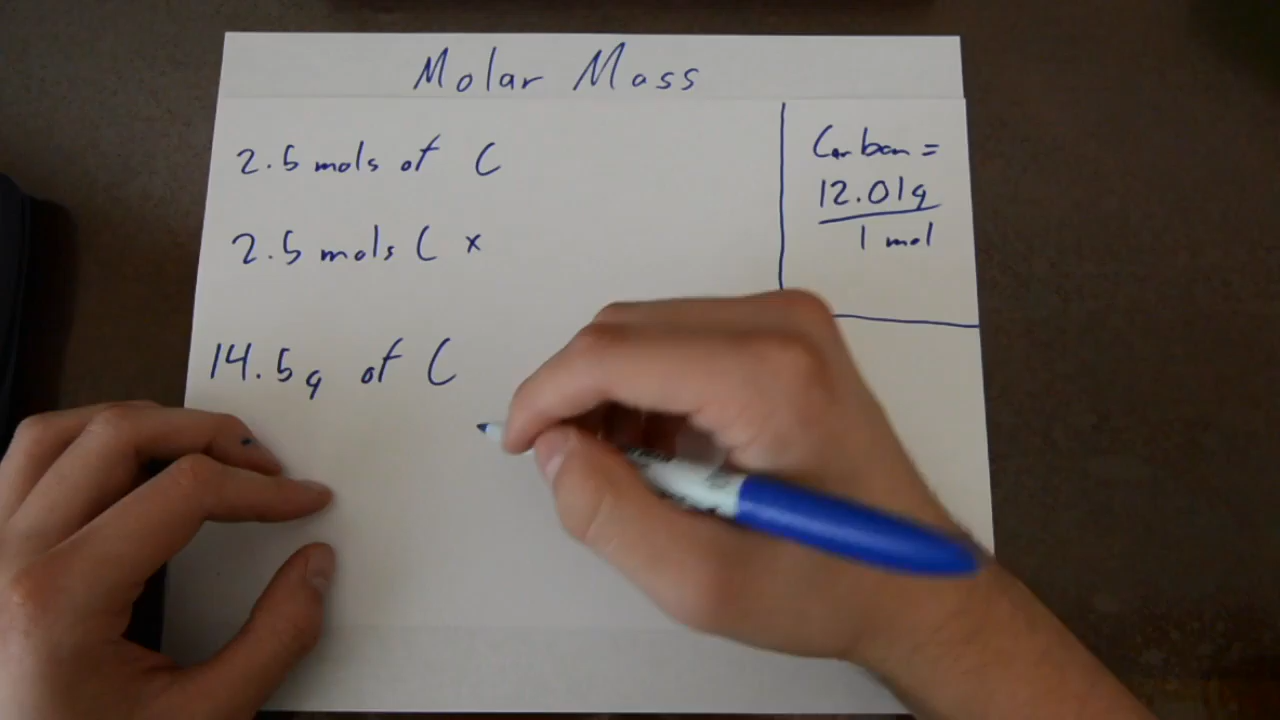 Molar Mass
2.5 mols of C
2.5 mols C x
14.5g of C
Carbon =
12.01g
1 mol